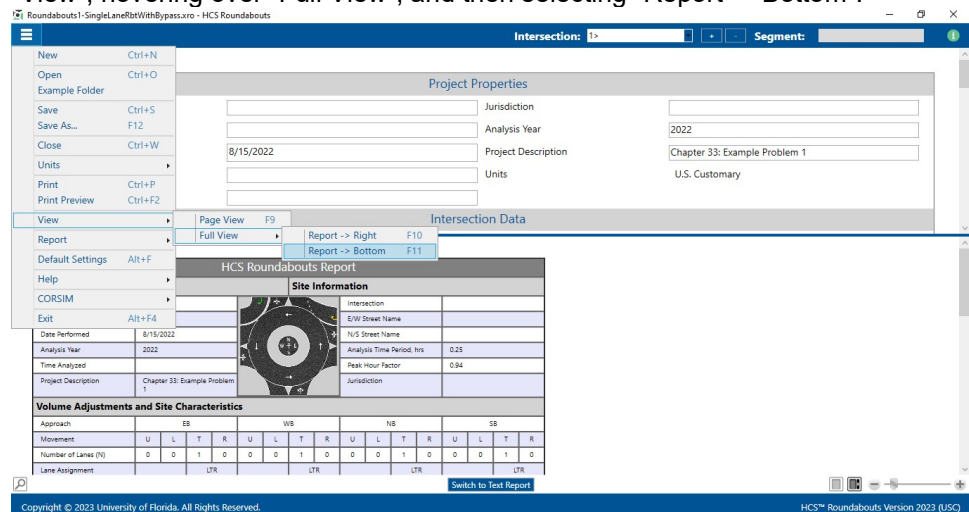 View", hovering over "Full View", and then selecting "Report -> Bottom".
Roundabouts1-SingleLaneRbtWithBypass.xro - HCS Roundabouts
Intersection: 1> + - Segment:
New Ctrl+N
Open Ctrl+O
Example Folder
Save Ctrl+S
Save As... F12
Close Ctrl+W
Units
Print Ctrl+P
Print Preview Ctrl+F2
View
Report
Default Settings Alt+F
Help
CORSIM
Exit Alt+F4
Page View F9
Full View
Report -> Right F10
Report -> Bottom F11
Project Properties
Jurisdiction
Analysis Year 2022
8/15/2022 Project Description Chapter 33: Example Problem 1
Units U.S. Customary
Intersection Data
HCS Roundabouts Report
Site Information
Intersection
E/W Street Name
Date Performed 8/15/2022 N/S Street Name
Analysis Year 2022 Analysis Time Period, hrs 0.25
Time Analyzed Peak Hour Factor 0.94
Project Description Chapter 33: Example Problem 1 Jurisdiction
Volume Adjustments and Site Characteristics
Approach EB WB NB SB
Movement U L T R U L T R U L T R U L T R
Number of Lanes (N) 0 0 1 0 0 0 1 0 0 0 1 0 0 0 1 0
Lane Assignment LTR LTR LTR LTR
Switch to Text Report
Copyright © 2023 University of Florida. All Rights Reserved. HCS™ Roundabouts Version 2023 (USC)